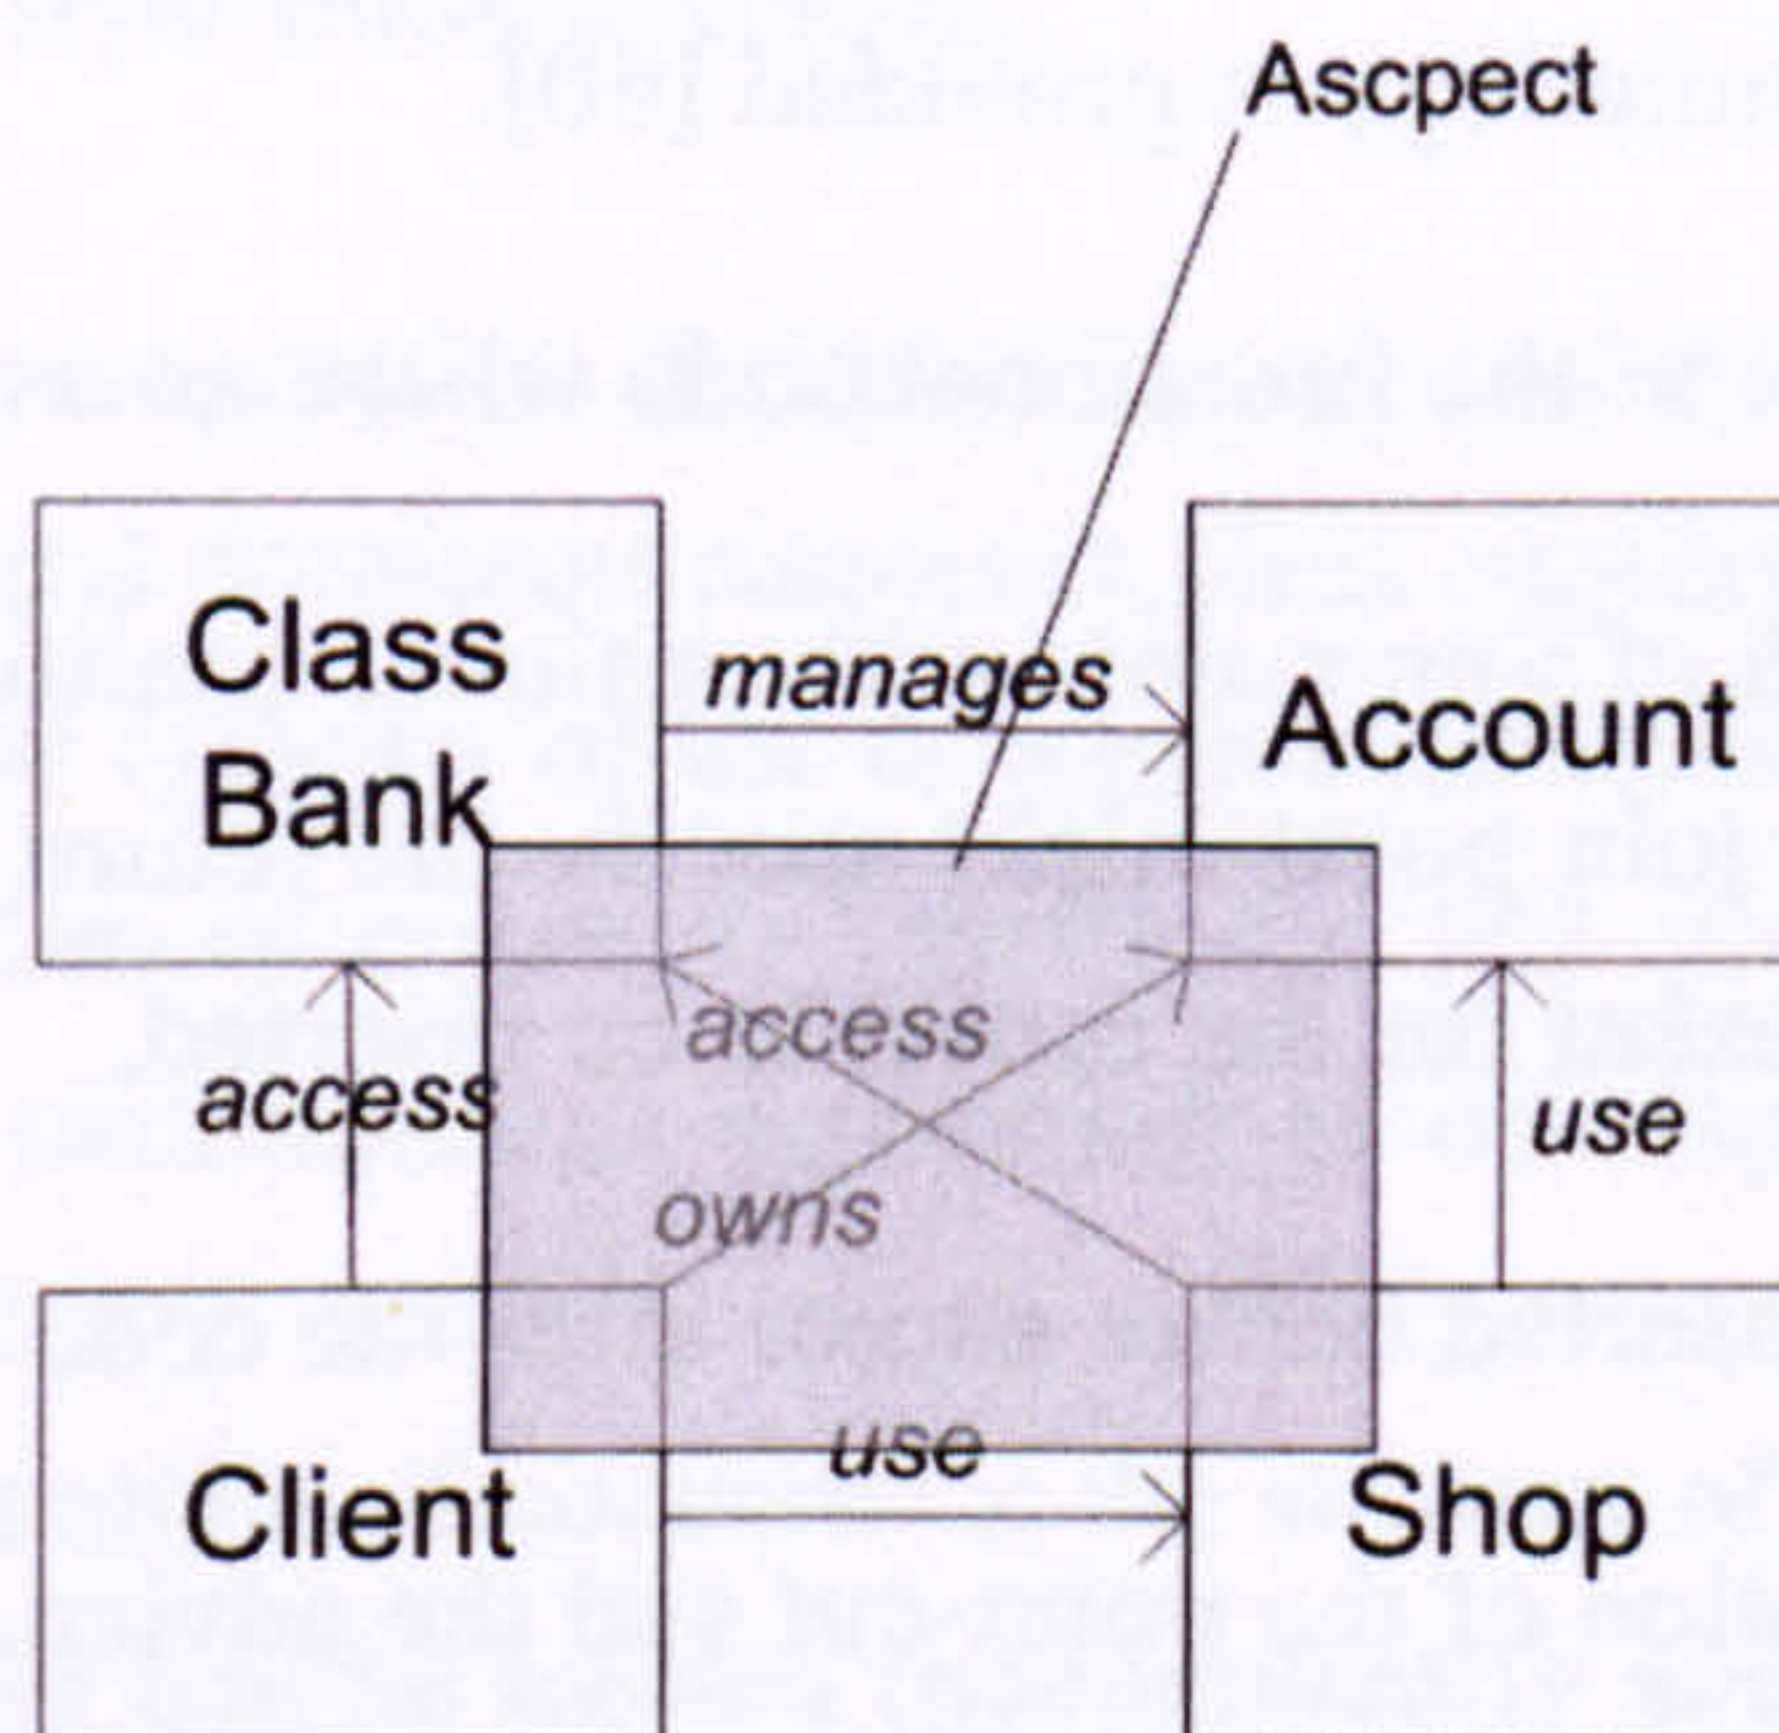 Ascpect
Class
Bank
manages
Account
access
access
use
owns
use
Client
Shop